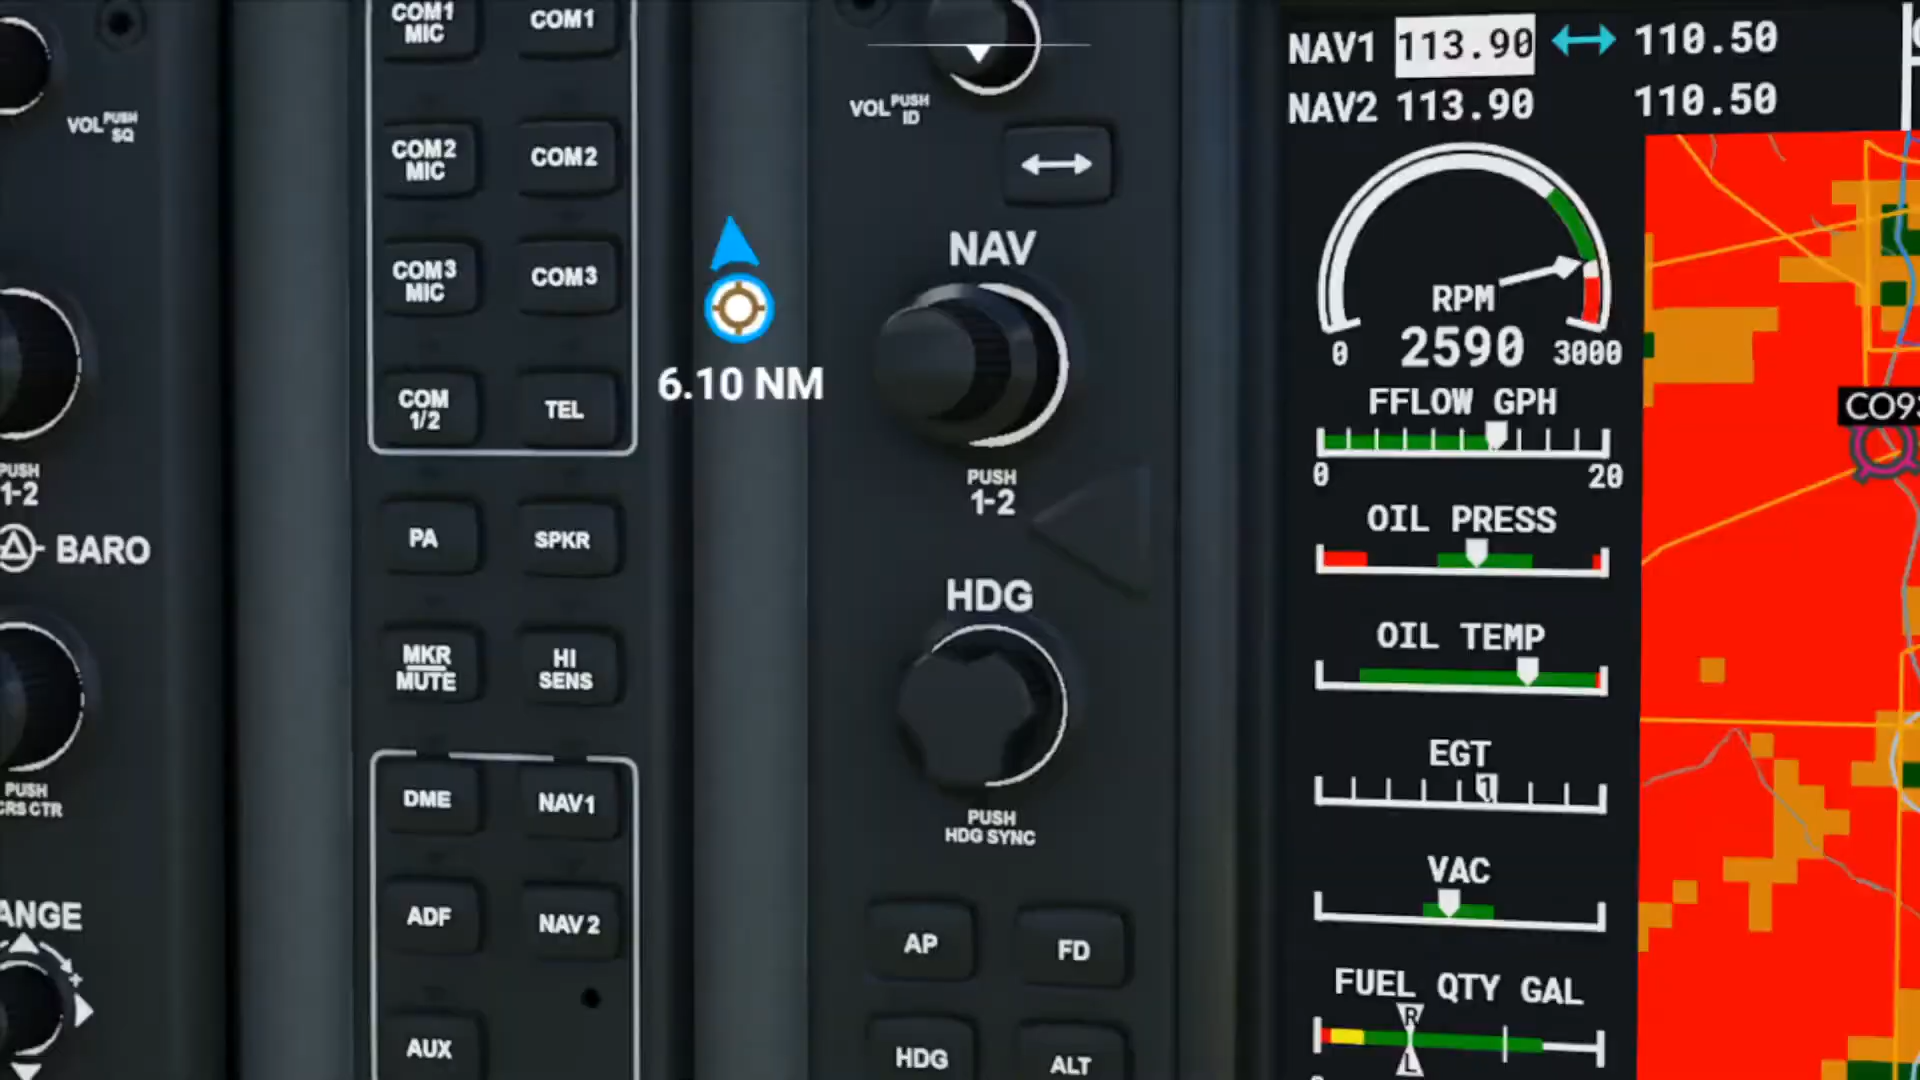 VOL PUSH SQ
PUSH
1-2
BARO
PUSH
CRS CTR
COM1 MIC
COM1
COM2 MIC
COM2
COM3 MIC
COM3
COM 1/2
TEL
PA
SPKR
MKR MUTE
HI SENS
DME
NAV1
ADF
NAV 2
AUX
6.10 NM
VOL PUSH ID
NAV
PUSH
1-2
HDG
PUSH
HDG SYNC
AP
FD
HDG
ALT
NAV1 113.90 110.50
NAV2 113.90 110.50
RPM
0 2590 3000
FFLOW GPH
0 20
OIL PRESS
OIL TEMP
EGT
1
VAC
FUEL QTY GAL
R
L